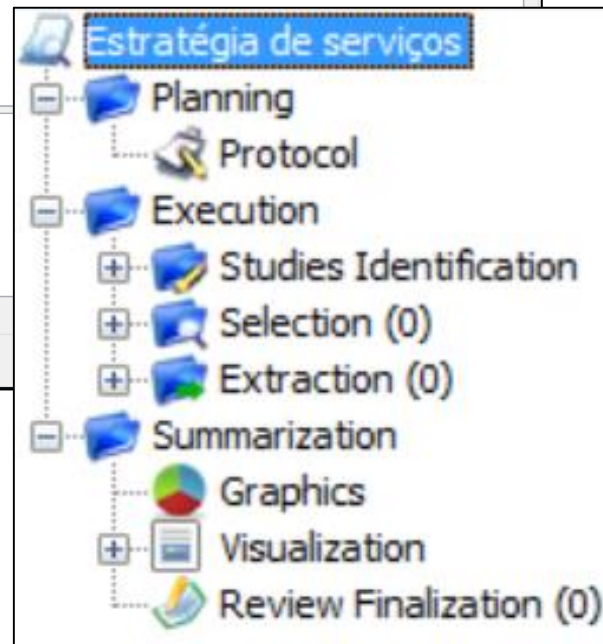 Estratégia de serviços
Planning
Protocol
Execution
Studies Identification
Selection (0)
Extraction (0)
Summarization
Graphics
Visualization
Review Finalization (0)